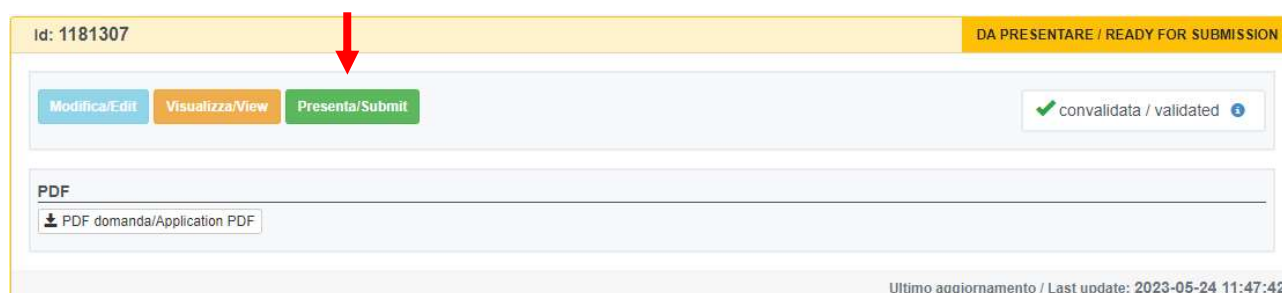 Id: 1181307
DA PRESENTARE / READY FOR SUBMISSION
Modifica/Edit Visualizza/View Presenta/Submit
convalidata / validated
PDF
PDF domanda/Application PDF
Ultimo aggiornamento / Last update: 2023-05-24 11:47:42